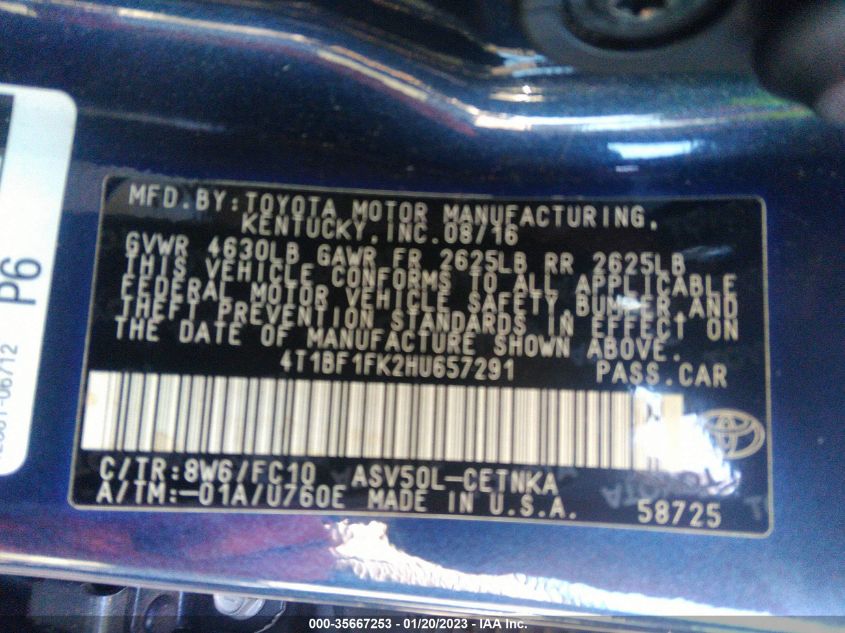 MFD.BY:TOYOTA MOTOR MANUFACTURING,
KENTUCKY,INC.08/16
GVWR 4630LB GAWR FR 2625LB RR 2625LB
THIS VEHICLE CONFORMS TO ALL APPLICABLE
FEDERAL MOTOR VEHICLE SAFETY,BUMPER,AND
THEFT PREVENTION STANDARDS IN EFFECT ON
THE DATE OF MANUFACTURE SHOWN ABOVE.
4T1BF1FK2HU657291 PASS.CAR
C/TR:8W6/FC10 ASV50L-CETNKA
A/TM:-01A/U760E MADE IN U.S.A. 58725
TOYOTA
P6
000-35667253 - 01/20/2023 - IAA Inc.